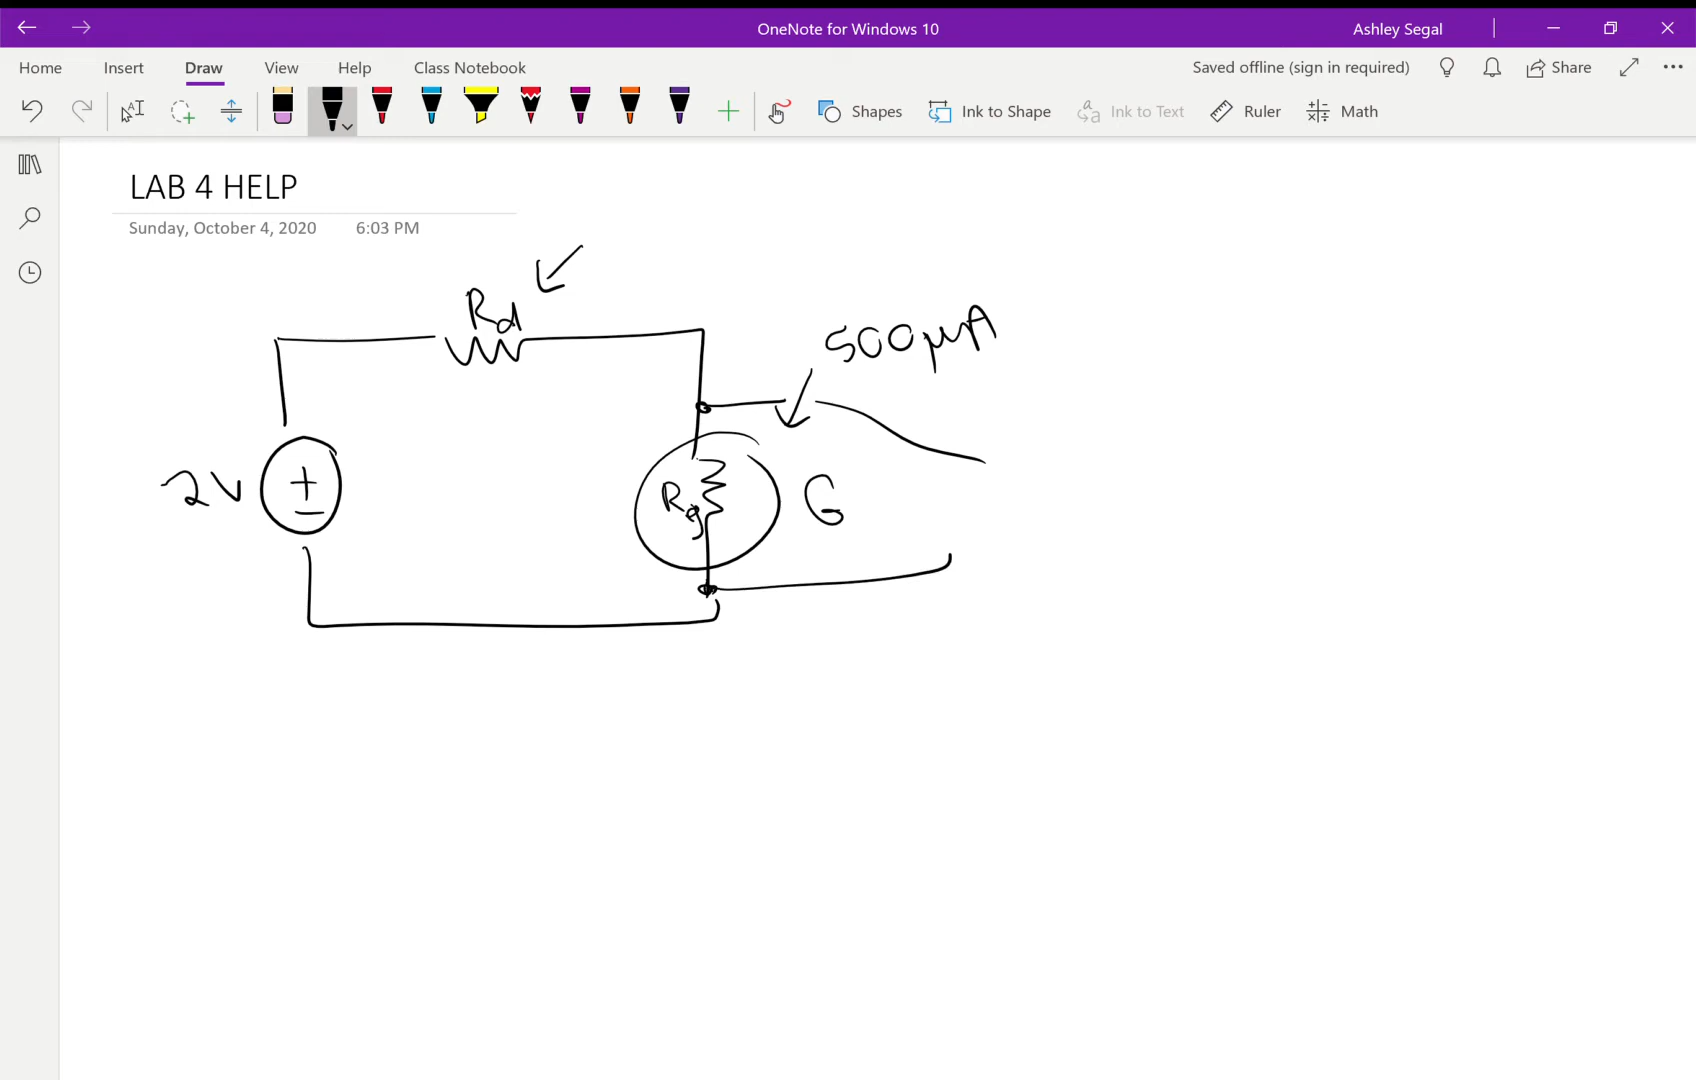 OneNote for Windows 10
Ashley Segal
Home Insert Draw View Help Class Notebook
Saved offline (sign in required)
Share
Shapes
Ink to Shape
Ink to Text
Ruler
Math
LAB 4 HELP
Sunday, October 4, 2020 6:03 PM
Rd
500μA
2V
+
−
Rg
G